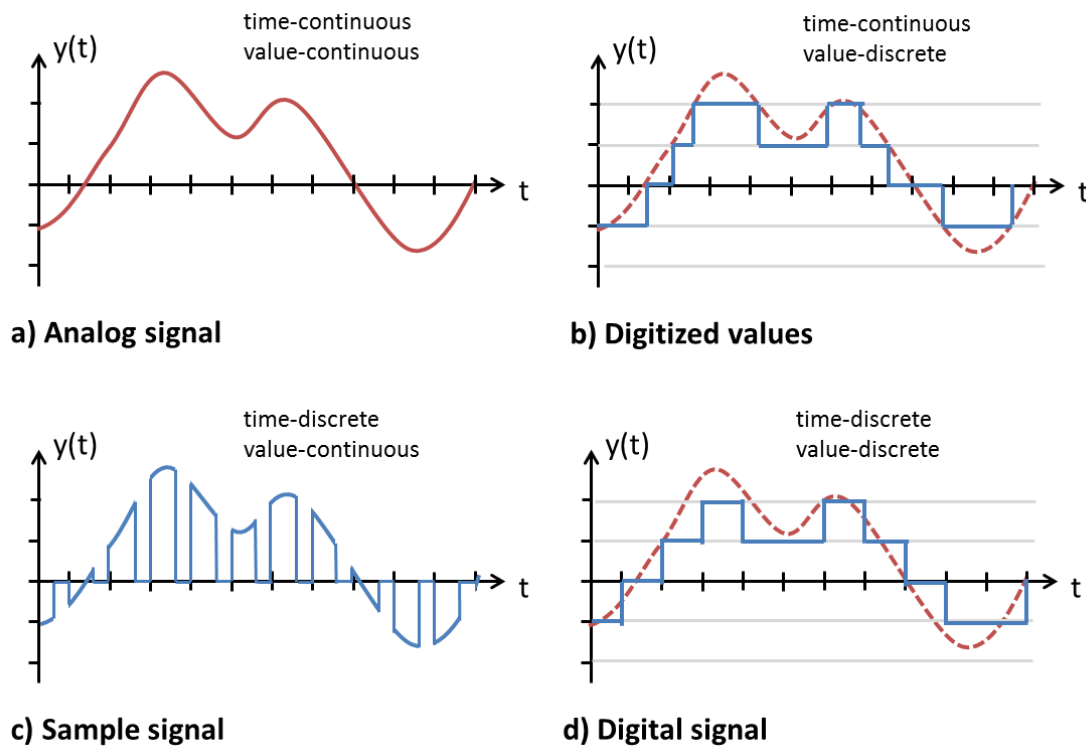 time-continuous
value-continuous
y(t)
t
a) Analog signal
time-continuous
value-discrete
y(t)
t
b) Digitized values
time-discrete
value-continuous
y(t)
t
c) Sample signal
time-discrete
value-discrete
y(t)
t
d) Digital signal